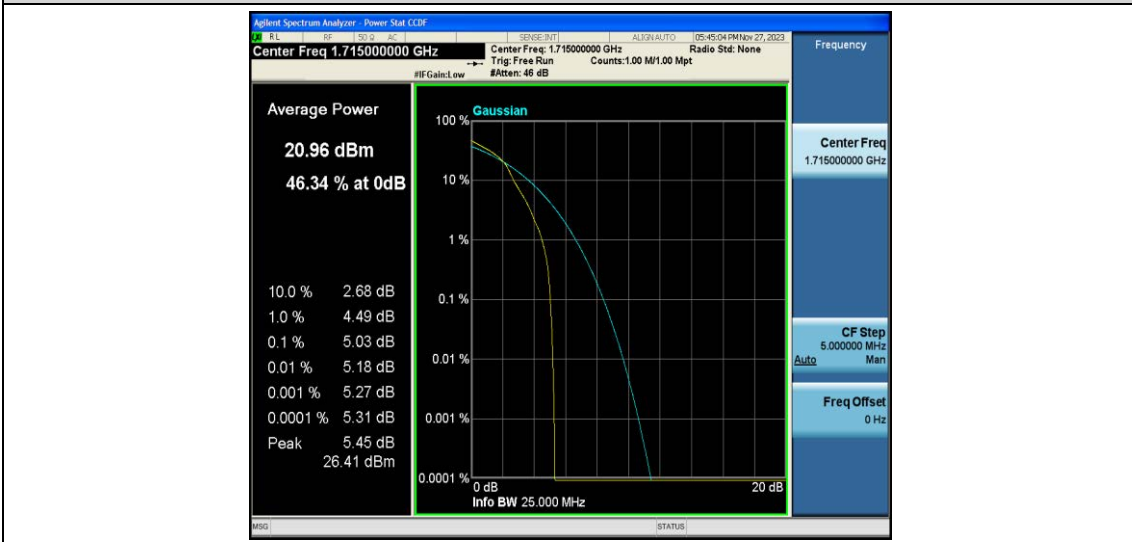 Agilent Spectrum Analyzer - Power Stat CCDF
RL RF 50 Ω AC SENSE:INT ALIGN AUTO 05:45:04 PM Nov 27, 2023
Center Freq 1.715000000 GHz
Center Freq: 1.715000000 GHz Radio Std: None
Trig: Free Run Counts:1.00 M/1.00 Mpt
#IFGain:Low #Atten: 46 dB
Frequency
Average Power
20.96 dBm
46.34 % at 0dB
10.0 % 2.68 dB
1.0 % 4.49 dB
0.1 % 5.03 dB
0.01 % 5.18 dB
0.001 % 5.27 dB
0.0001 % 5.31 dB
Peak 5.45 dB
26.41 dBm
Gaussian
100 %
10 %
1 %
0.1 %
0.01 %
0.001 %
0.0001 %
0 dB 20 dB
Info BW 25.000 MHz
Center Freq
1.715000000 GHz
CF Step
5.000000 MHz
Auto Man
Freq Offset
0 Hz
MSG STATUS